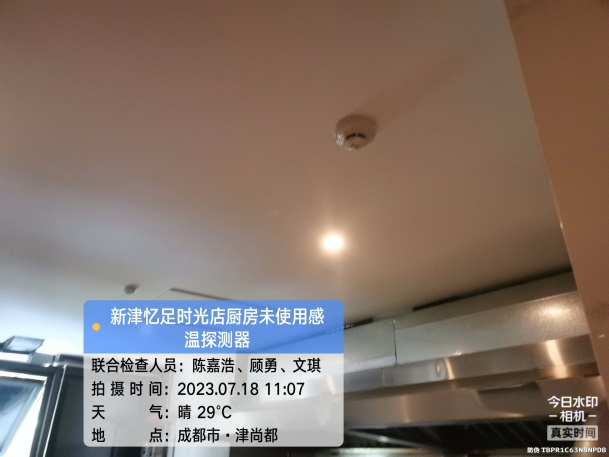 新津忆足时光店厨房未使用感
温探测器
联合检查人员：陈嘉浩、顾勇、文琪
拍摄时间：2023.07.18 11:07
天气：晴 29°C
地点：成都市·津尚都
今日水印
-相机-
真实时间
防伪 TBPR1C63NBNPDB